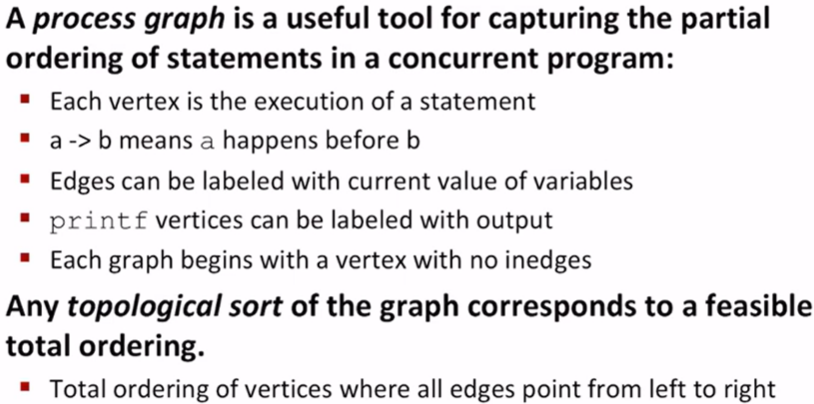 A process graph is a useful tool for capturing the partial
ordering of statements in a concurrent program:
▪ Each vertex is the execution of a statement
▪ a -> b means a happens before b
▪ Edges can be labeled with current value of variables
▪ printf vertices can be labeled with output
▪ Each graph begins with a vertex with no inedges
Any topological sort of the graph corresponds to a feasible
total ordering.
▪ Total ordering of vertices where all edges point from left to right